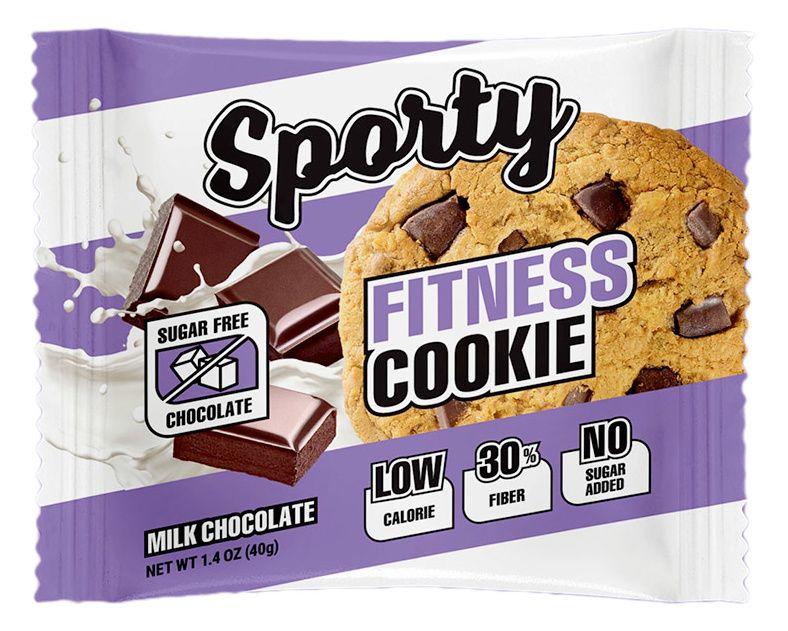 Sporty
FITNESS
COOKIE
SUGAR FREE
CHOCOLATE
LOW
CALORIE
30%
FIBER
NO
SUGAR
ADDED
MILK CHOCOLATE
NET WT 1.4 OZ (40g)